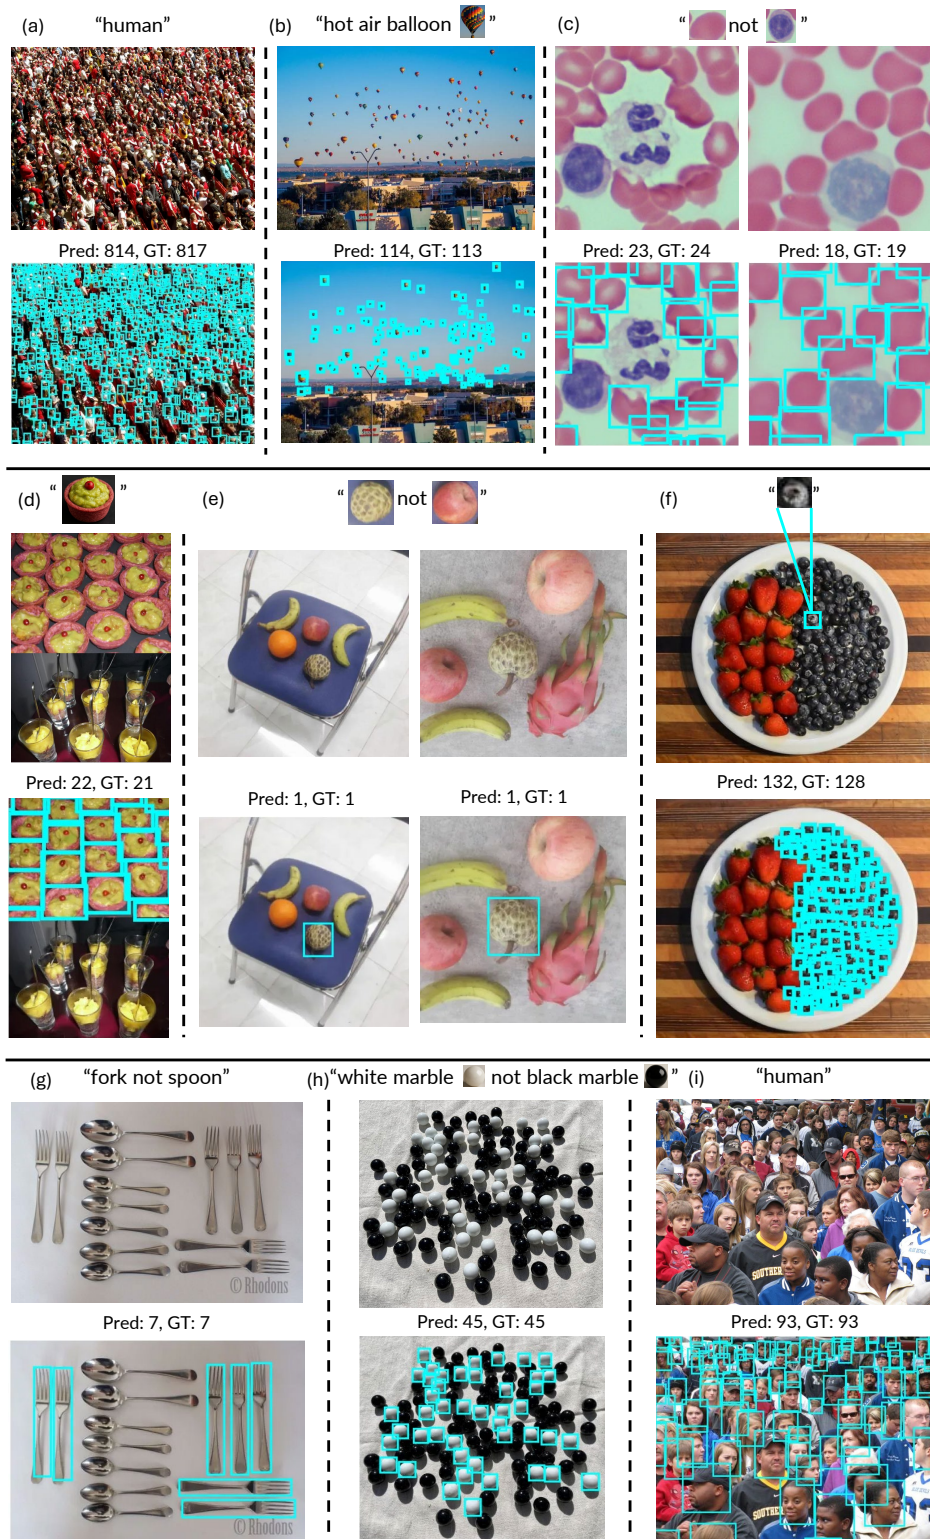 (a) “human”
(b) “hot air balloon ”
(c) “ not ”
Pred: 814, GT: 817
Pred: 114, GT: 113
Pred: 23, GT: 24
Pred: 18, GT: 19
(d) “ ”
(e) “ not ”
(f) “ ”
Pred: 22, GT: 21
Pred: 1, GT: 1
Pred: 1, GT: 1
Pred: 132, GT: 128
(g) “fork not spoon”
(h) “white marble not black marble ”
(i) “human”
© Rhodons
SOUTHERN
33
Pred: 7, GT: 7
Pred: 45, GT: 45
Pred: 93, GT: 93
© Rhodons